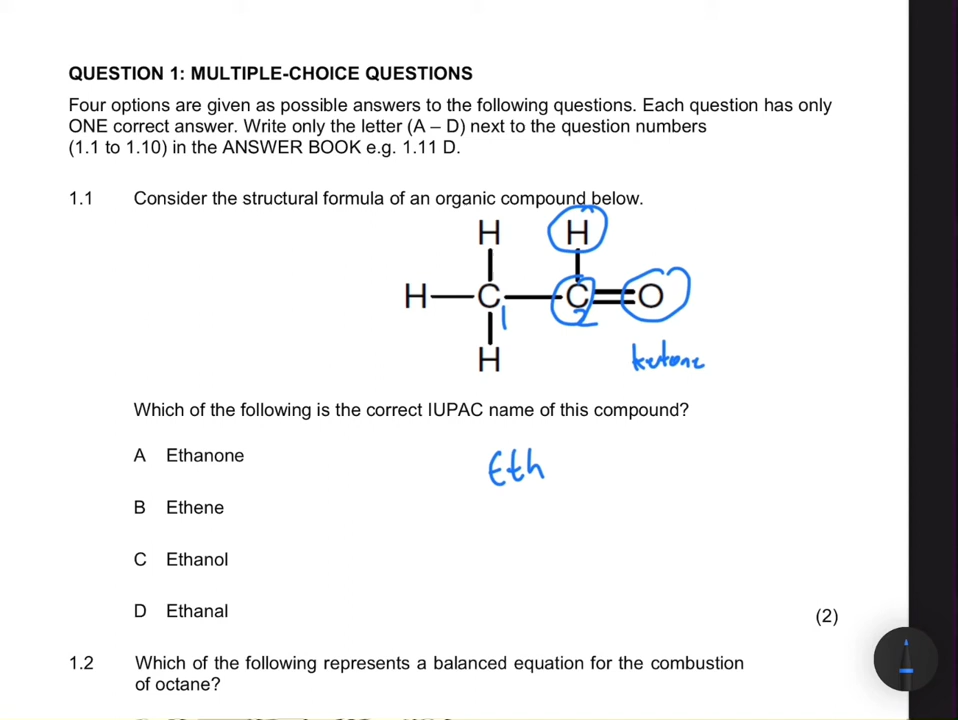 QUESTION 1: MULTIPLE-CHOICE QUESTIONS
Four options are given as possible answers to the following questions. Each question has only
ONE correct answer. Write only the letter (A – D) next to the question numbers
(1.1 to 1.10) in the ANSWER BOOK e.g. 1.11 D.
1.1 Consider the structural formula of an organic compound below.
H H
H C C O
1 2
H
ketone
Which of the following is the correct IUPAC name of this compound?
A Ethanone
Eth
B Ethene
C Ethanol
D Ethanal
(2)
1.2 Which of the following represents a balanced equation for the combustion
of octane?